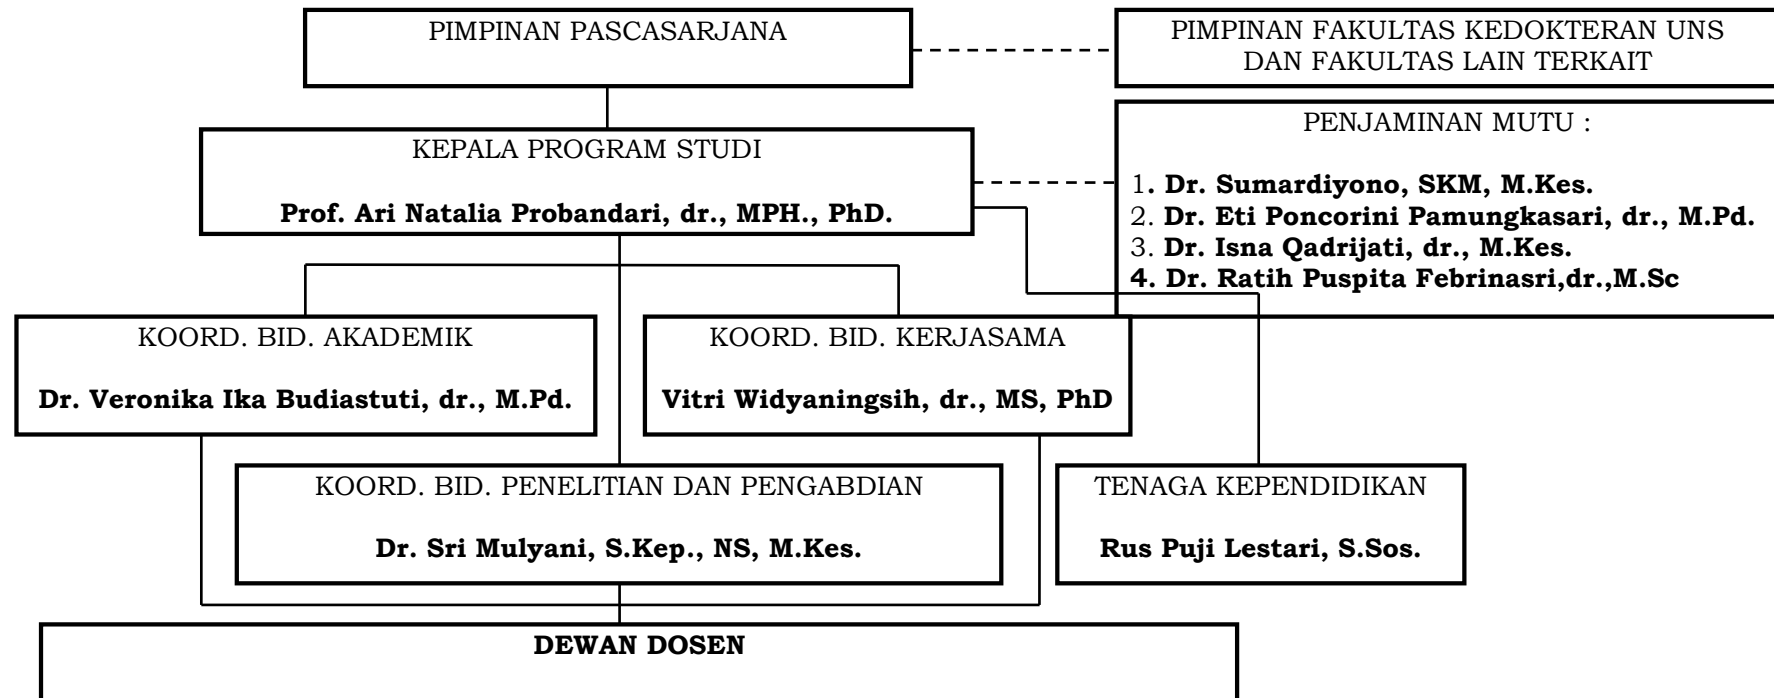 PIMPINAN PASCASARJANA
PIMPINAN FAKULTAS KEDOKTERAN UNS
DAN FAKULTAS LAIN TERKAIT
KEPALA PROGRAM STUDI
Prof. Ari Natalia Probandari, dr., MPH., PhD.
PENJAMINAN MUTU :
1. Dr. Sumardiyono, SKM, M.Kes.
2. Dr. Eti Poncorini Pamungkasari, dr., M.Pd.
3. Dr. Isna Qadrijati, dr., M.Kes.
4. Dr. Ratih Puspita Febrinasri,dr.,M.Sc
KOORD. BID. AKADEMIK
Dr. Veronika Ika Budiastuti, dr., M.Pd.
KOORD. BID. KERJASAMA
Vitri Widyaningsih, dr., MS, PhD
KOORD. BID. PENELITIAN DAN PENGABDIAN
Dr. Sri Mulyani, S.Kep., NS, M.Kes.
TENAGA KEPENDIDIKAN
Rus Puji Lestari, S.Sos.
DEWAN DOSEN